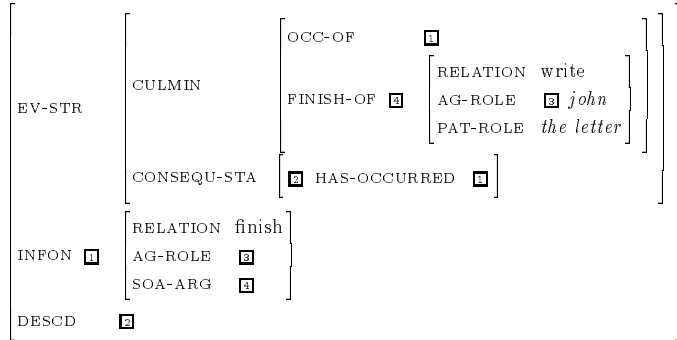 OCC-OF 1
CULMIN
RELATION write
FINISH-OF 4 AG-ROLE 3 john
PAT-ROLE the letter
EV-STR
CONSEQU-STA 2 HAS-OCCURRED 1
RELATION finish
INFON 1 AG-ROLE 3
SOA-ARG 4
DESCD 2